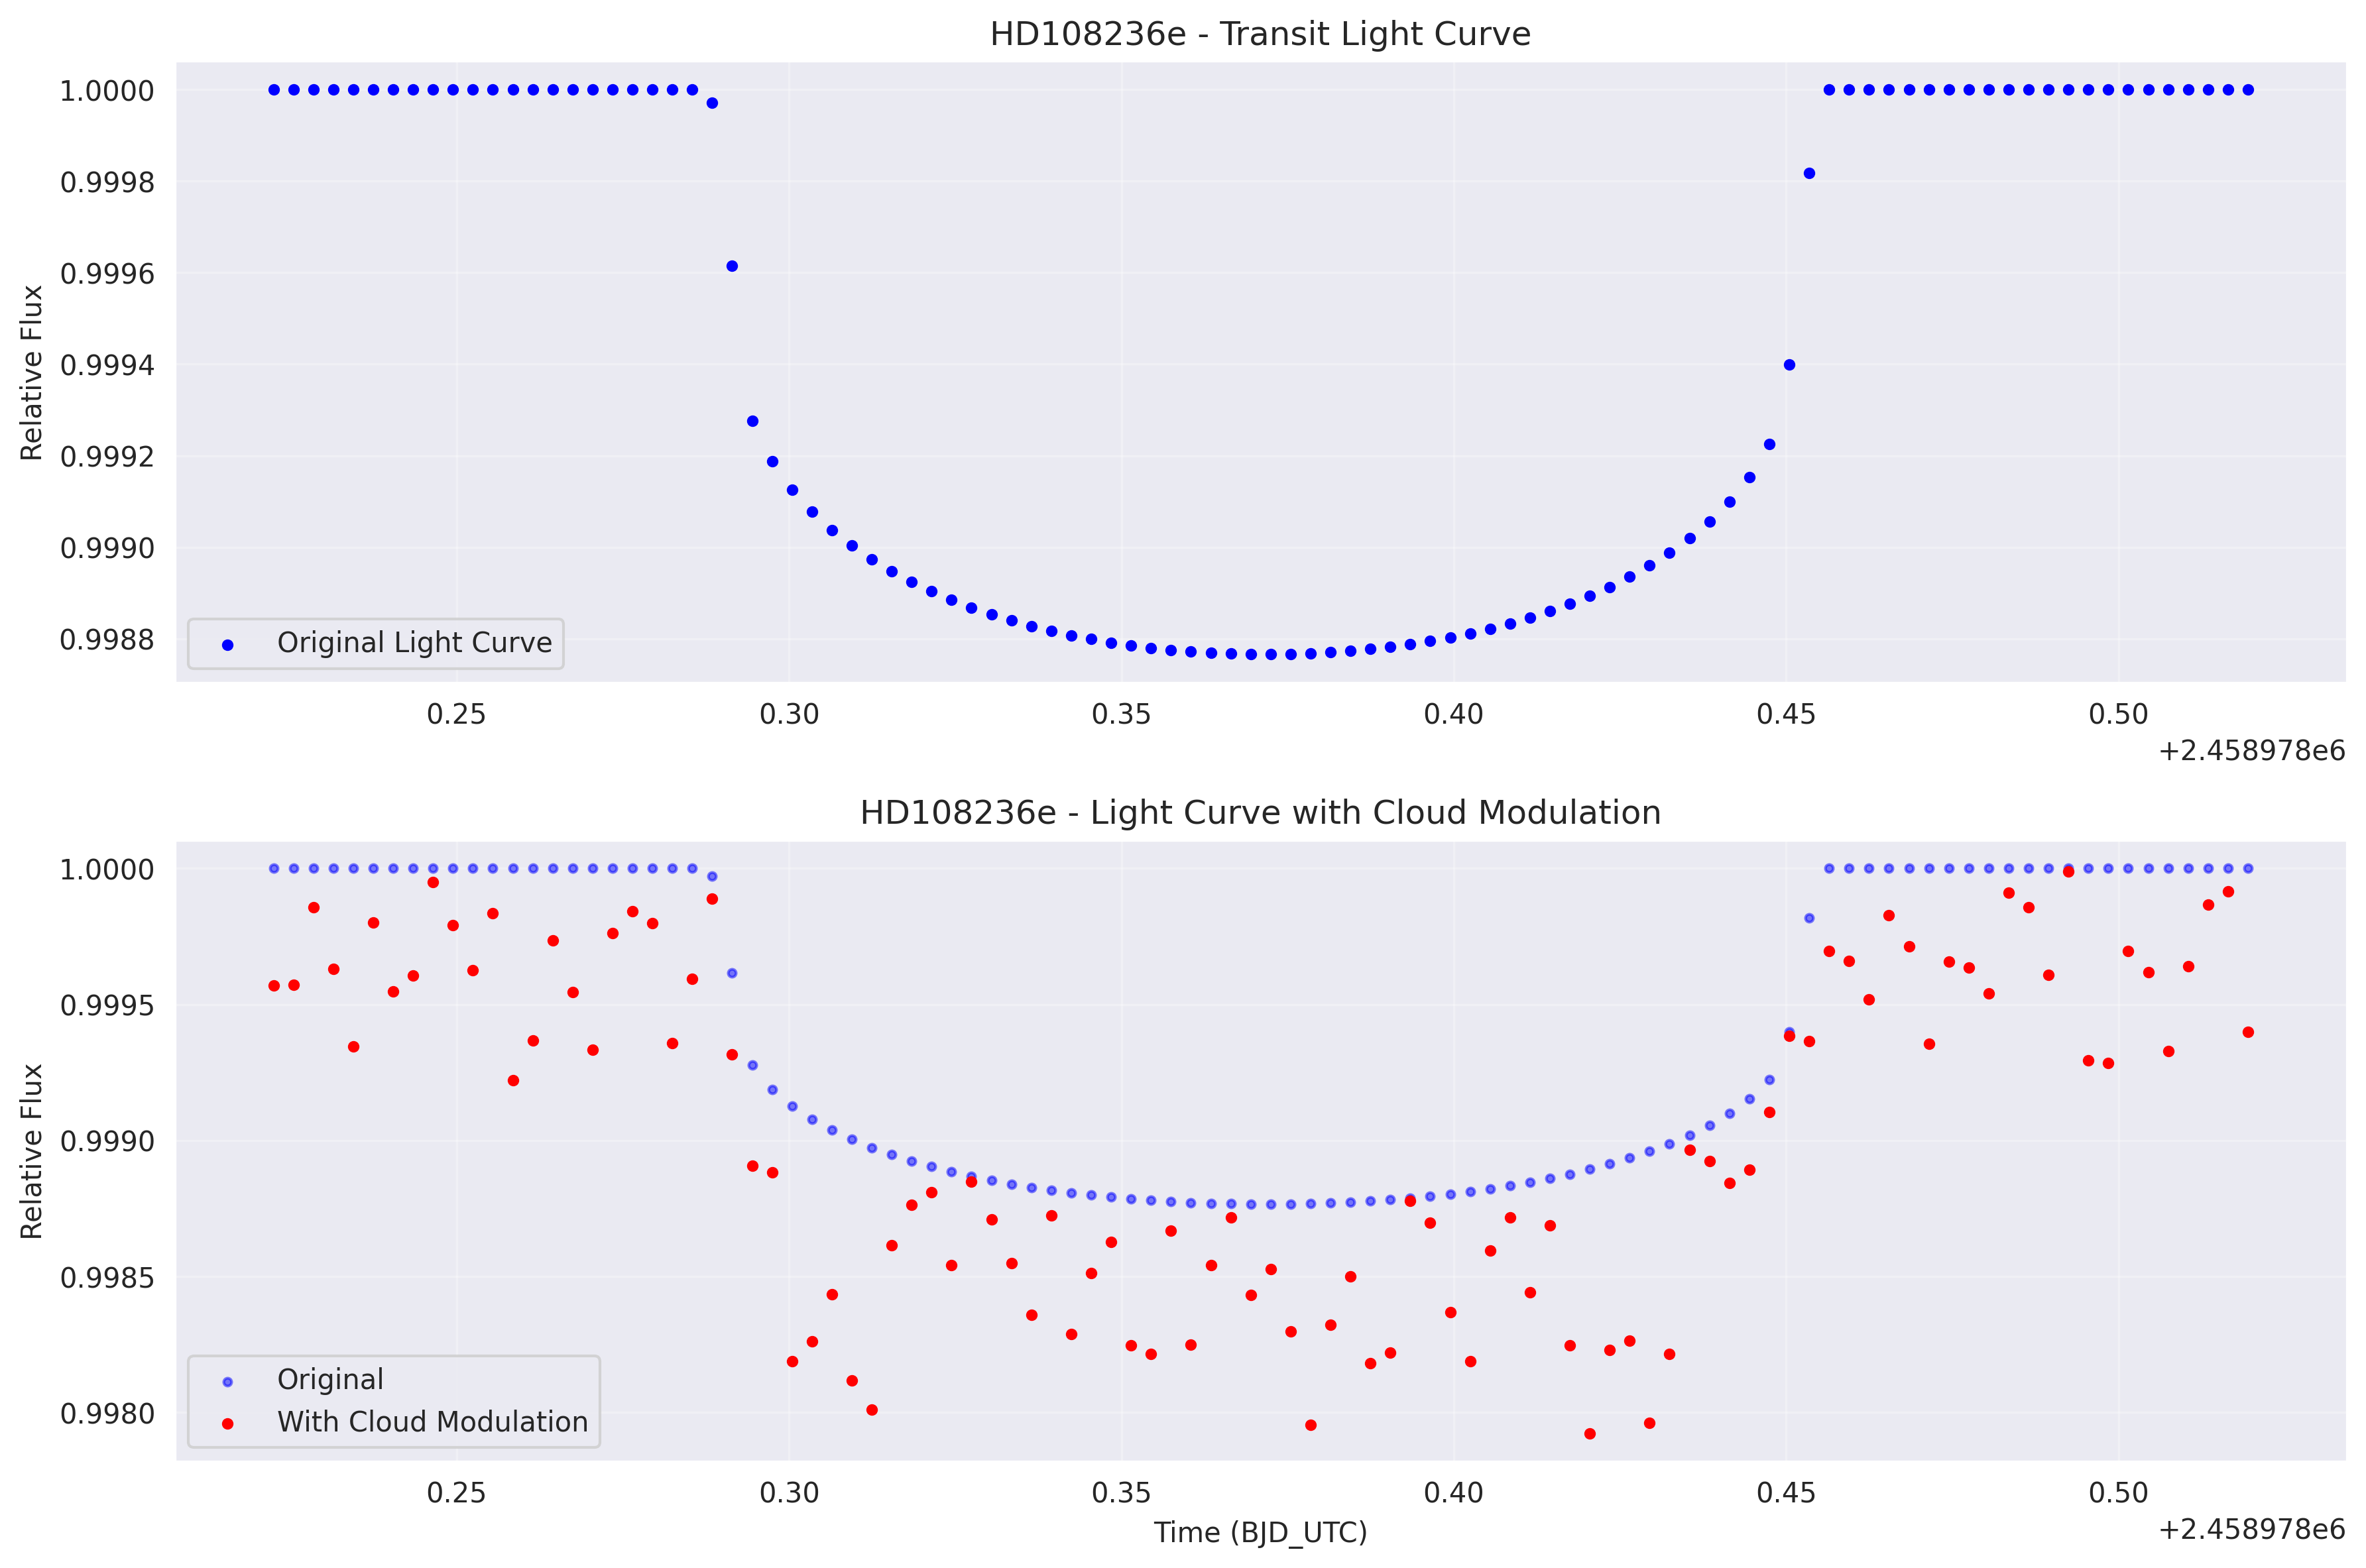 HD108236e - Transit Light Curve
1.0000
0.9998
0.9996
0.9994
0.9992
0.9990
0.9988
Relative Flux
Original Light Curve
0.25 0.30 0.35 0.40 0.45 0.50
+2.458978e6
HD108236e - Light Curve with Cloud Modulation
1.0000
0.9995
0.9990
0.9985
0.9980
Relative Flux
Original
With Cloud Modulation
0.25 0.30 0.35 0.40 0.45 0.50
Time (BJD_UTC)
+2.458978e6